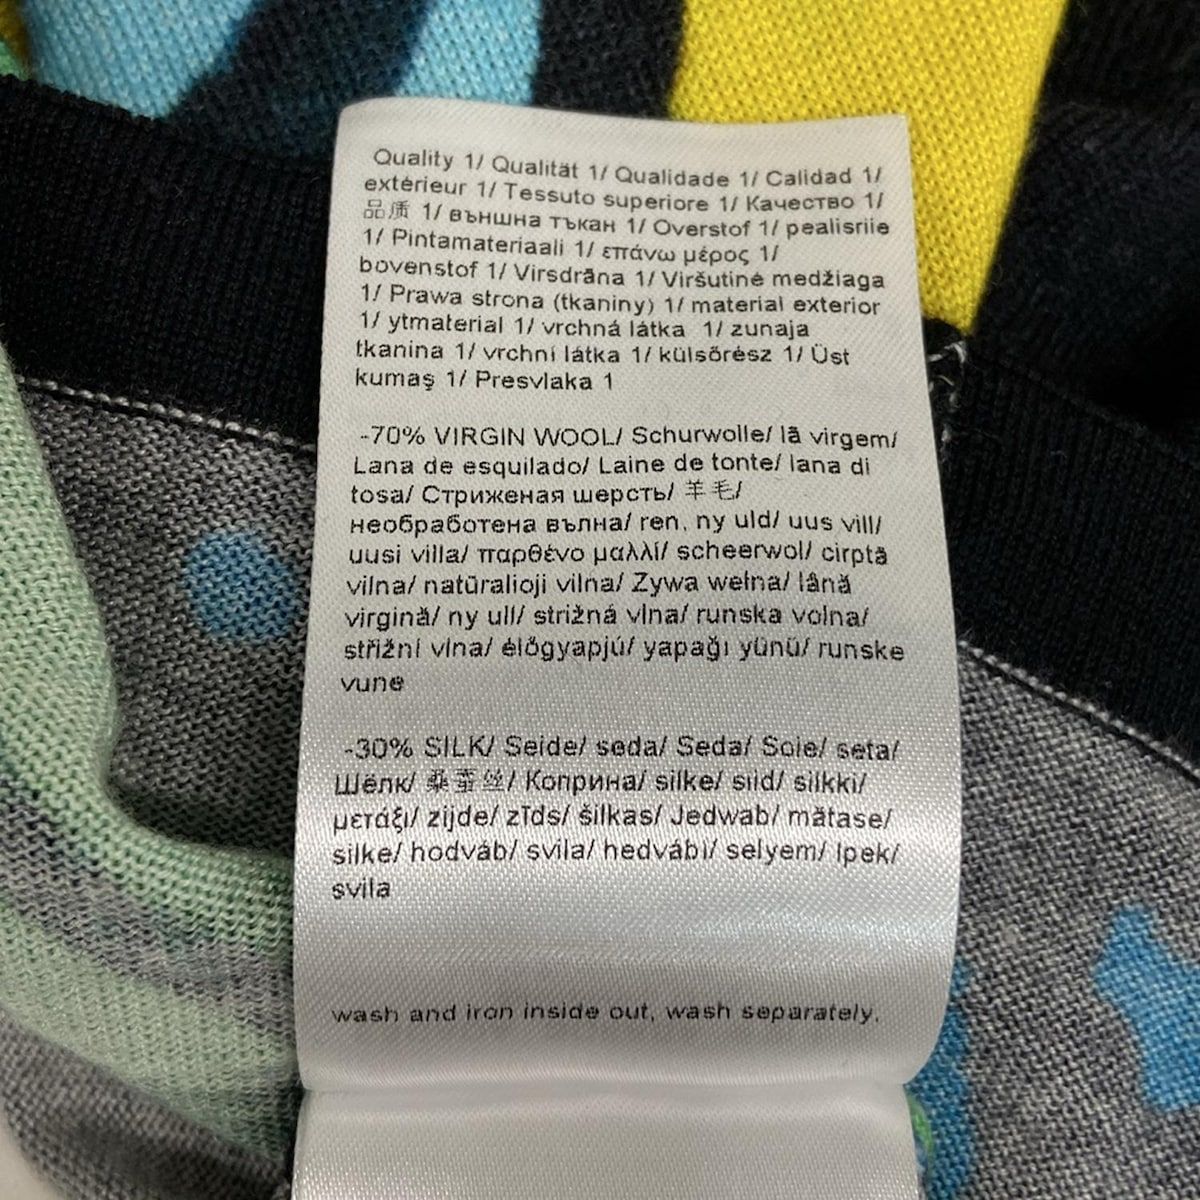 Quality 1/ Qualität 1/ Qualidade 1/ Calidad 1/
extérieur 1/ Tessuto superiore 1/ Качество 1/
品质 1/ външна тъкан 1/ Overstof 1/ pealisriie
1/ Pintamateriaali 1/ επάνω μέρος 1/
bovenstof 1/ Virsdrāna 1/ Viršutinė medžiaga
1/ Prawa strona (tkaniny) 1/ material exterior
1/ ytmaterial 1/ vrchná látka 1/ zunaja
tkanina 1/ vrchní látka 1/ külsőrész 1/ Üst
kumaş 1/ Presvlaka 1
-70% VIRGIN WOOL/ Schurwolle/ lã virgem/
Lana de esquilado/ Laine de tonte/ lana di
tosa/ Стриженая шерсть/ 羊毛/
необработена вълна/ ren, ny uld/ uus vill/
uusi villa/ παρθένο μαλλί/ scheerwol/ cirptā
vilna/ natūralioji vilna/ Żywa wełna/ lână
virgină/ ny ull/ strižná vlna/ runska volna/
střižní vlna/ élőgyapjú/ yapağı yünü/ runske
vune
-30% SILK/ Seide/ seda/ Seda/ Soie/ seta/
Шёлк/ 桑蚕丝/ Коприна/ silke/ siid/ silkki/
μετάξι/ zijde/ zīds/ šilkas/ Jedwab/ mătase/
silke/ hodváb/ svila/ hedvábí/ selyem/ Ipek/
svila
wash and iron inside out, wash separately.